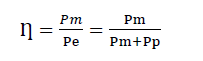 η = Pm/Pe = Pm/(Pm+Pp)